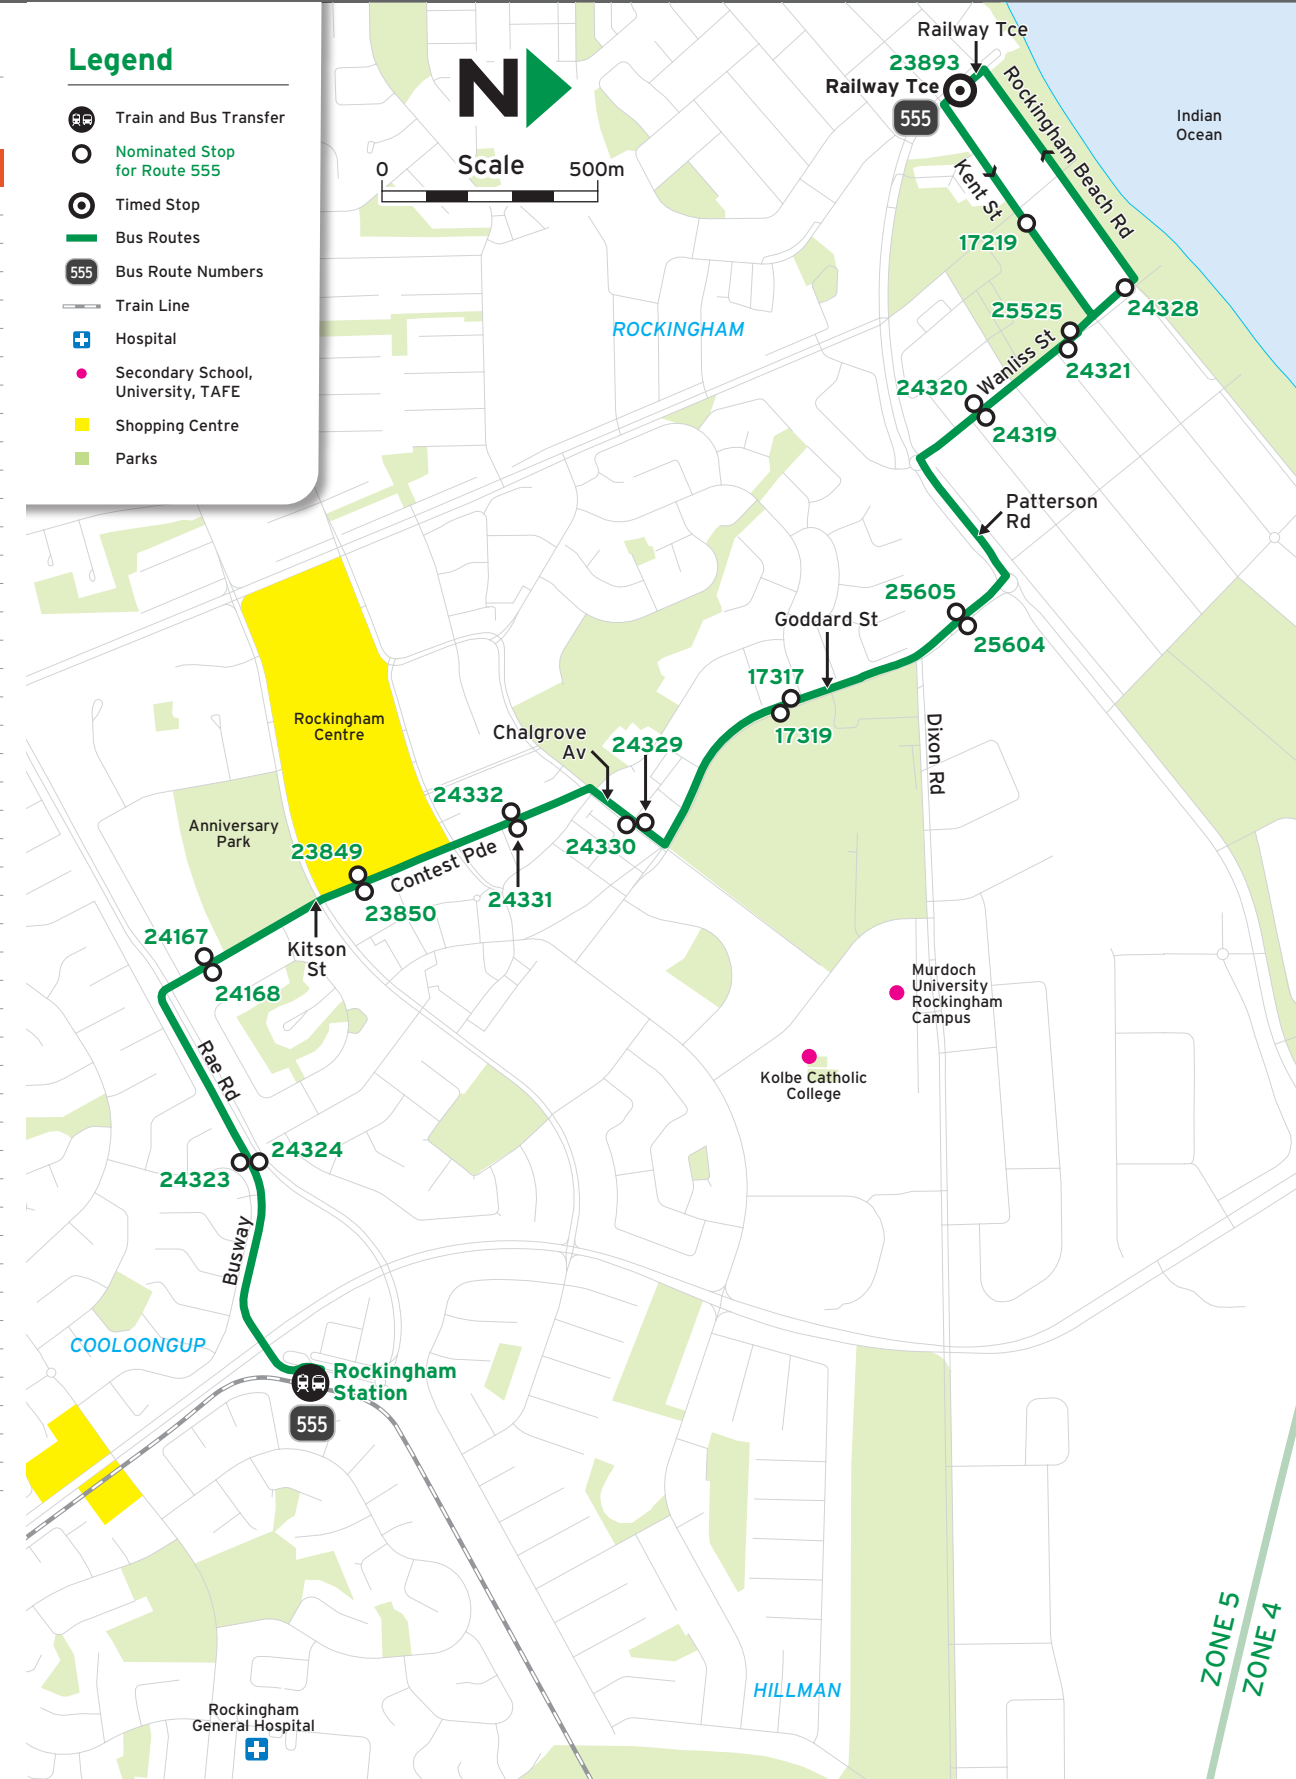 Legend
Train and Bus Transfer
Nominated Stop
for Route 555
Timed Stop
Bus Routes
555
Bus Route Numbers
Train Line
Hospital
Secondary School,
University, TAFE
Shopping Centre
Parks
N
0
Scale
500m
Railway Tce
23893
Railway Tce
555
Rockingham Beach Rd
Indian
Ocean
Kent St
17219
24328
25525
ROCKINGHAM
Wanliss St
24321
24320
24319
Patterson
Rd
25605
Goddard St
25604
17317
Rockingham
Centre
Dixon Rd
Chalgrove
Av
24329
17319
24332
Anniversary
Park
24330
23849
Contest Pde
24331
23850
24167
Kitson
St
24168
Murdoch
University
Rockingham
Campus
Rae Rd
Kolbe Catholic
College
24324
24323
Busway
COOLOONGUP
Rockingham
Station
555
ZONE 5
ZONE 4
HILLMAN
Rockingham
General Hospital